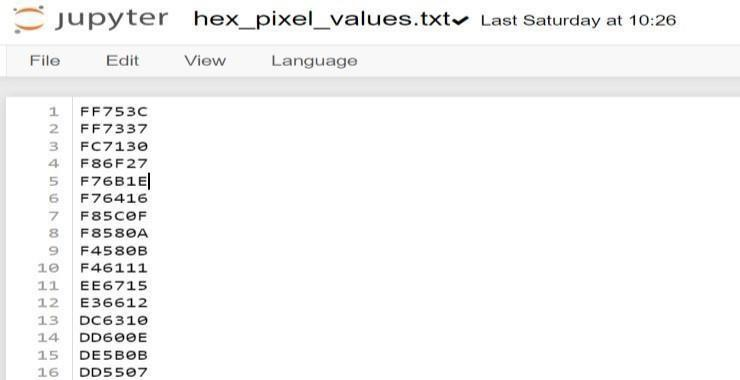 jupyter hex_pixel_values.txt✔ Last Saturday at 10:26
File Edit View Language
1 FF753C
2 FF7337
3 FC7130
4 F86F27
5 F76B1E
6 F76416
7 F85C0F
8 F8580A
9 F4580B
10 F46111
11 EE6715
12 E36612
13 DC6310
14 DD600E
15 DE5B0B
16 DD5507